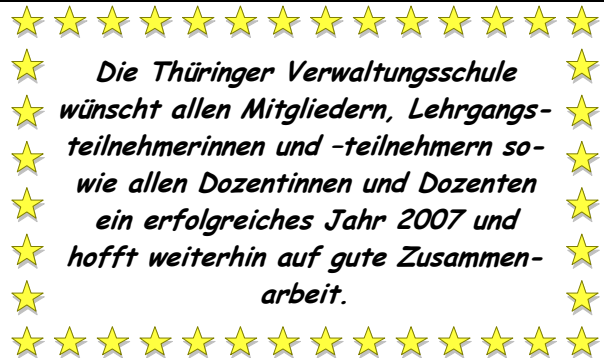 Die Thüringer Verwaltungsschule
wünscht allen Mitgliedern, Lehrgangs-
teilnehmerinnen und –teilnehmern so-
wie allen Dozentinnen und Dozenten
ein erfolgreiches Jahr 2007 und
hofft weiterhin auf gute Zusammen-
arbeit.